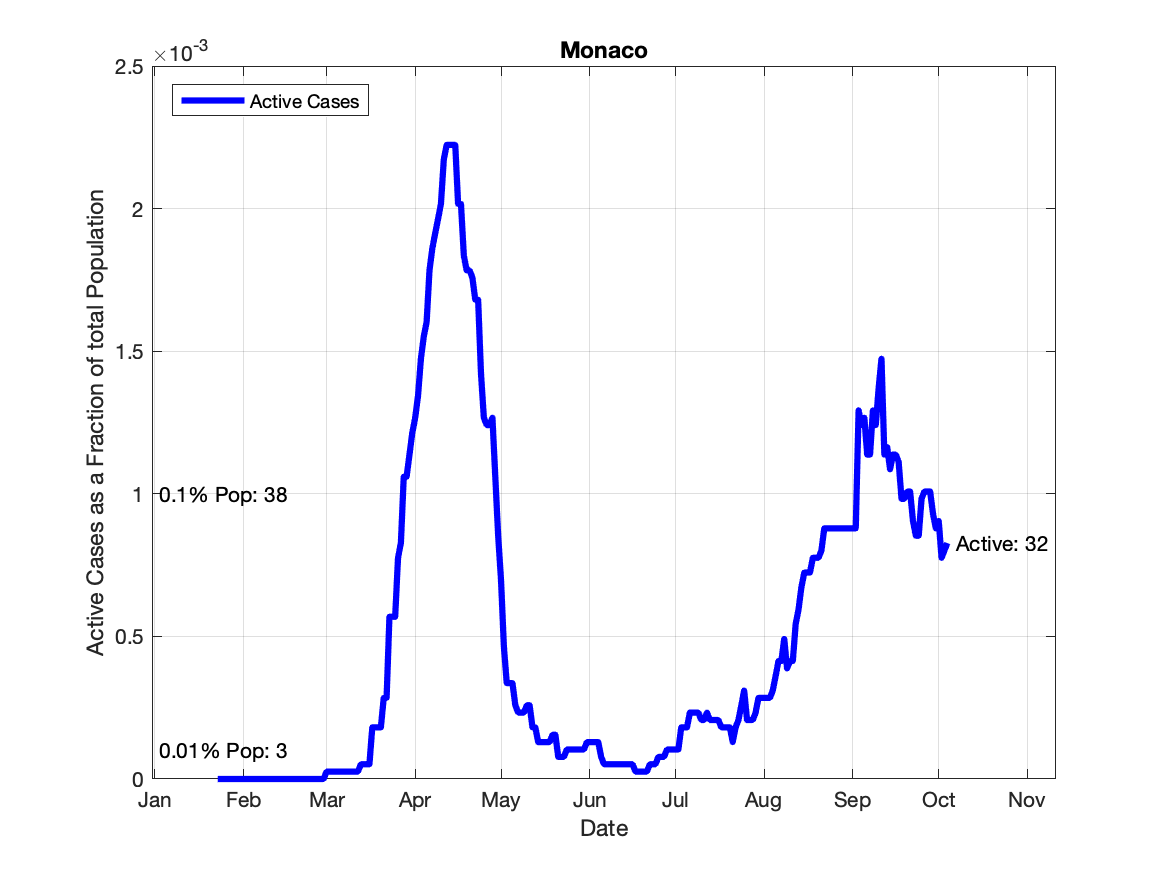 Monaco
×10-3
2.5
2
1.5
1
0.5
0
Active Cases as a Fraction of total Population
Active Cases
0.1% Pop: 38
Active: 32
0.01% Pop: 3
Jan Feb Mar Apr May Jun Jul Aug Sep Oct Nov
Date